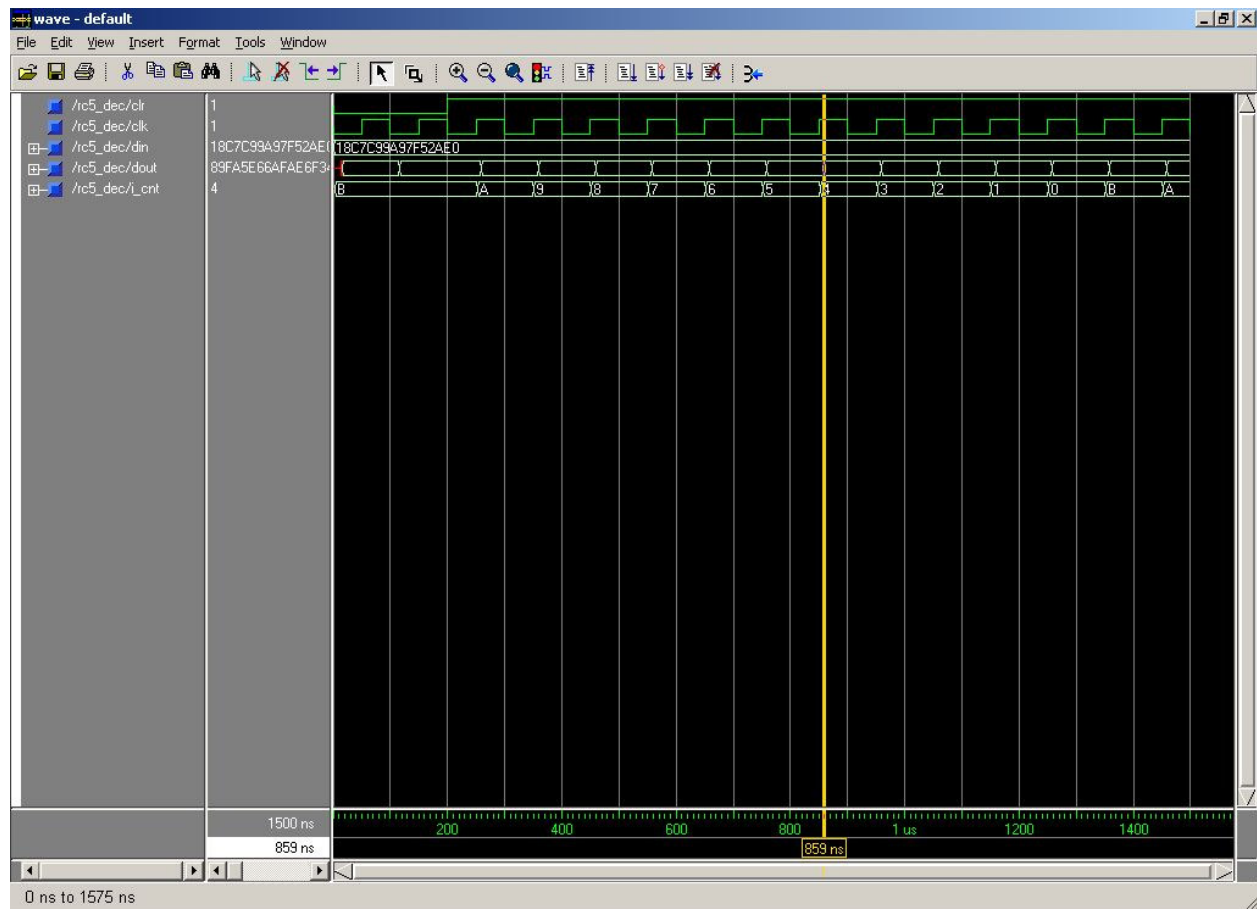 wave - default
File Edit View Insert Format Tools Window
/rc5_dec/clr 1
/rc5_dec/clk 1
/rc5_dec/din 18C7C99A97F52AE0 18C7C99A97F52AE0
/rc5_dec/dout 89FA5E66AFAE6F34
/rc5_dec/i_cnt 4 B A 9 8 7 6 5 4 3 2 1 0 B A
1500 ns 200 400 600 800 1 us 1200 1400
859 ns 859 ns
0 ns to 1575 ns